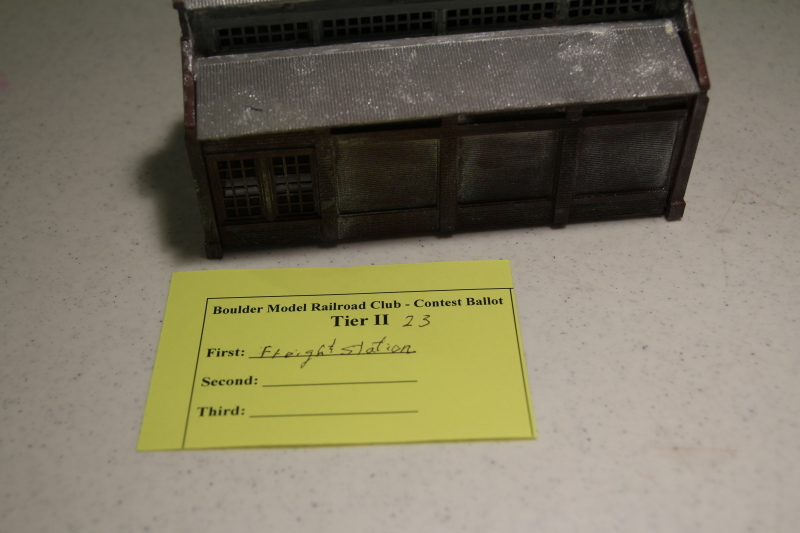 Boulder Model Railroad Club - Contest Ballot
Tier II 23
First: Freight Station
Second:
Third: